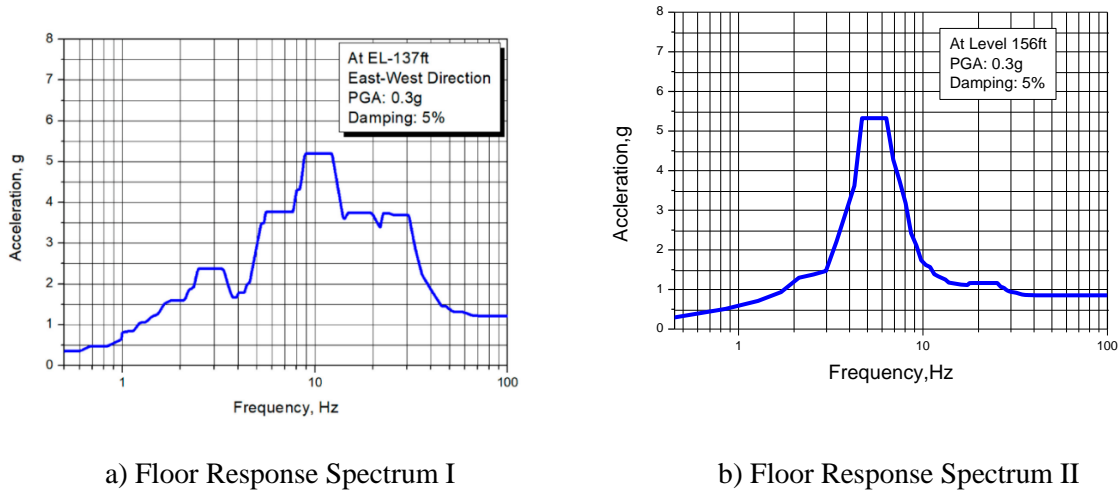 8
7
6
5
4
3
2
1
0
Acceleration, g
At EL-137ft
East-West Direction
PGA: 0.3g
Damping: 5%
1
10
100
Frequency, Hz
8
7
6
5
4
3
2
1
0
Accleration,g
At Level 156ft
PGA: 0.3g
Damping: 5%
1
10
100
Frequency,Hz
a) Floor Response Spectrum I
b) Floor Response Spectrum II